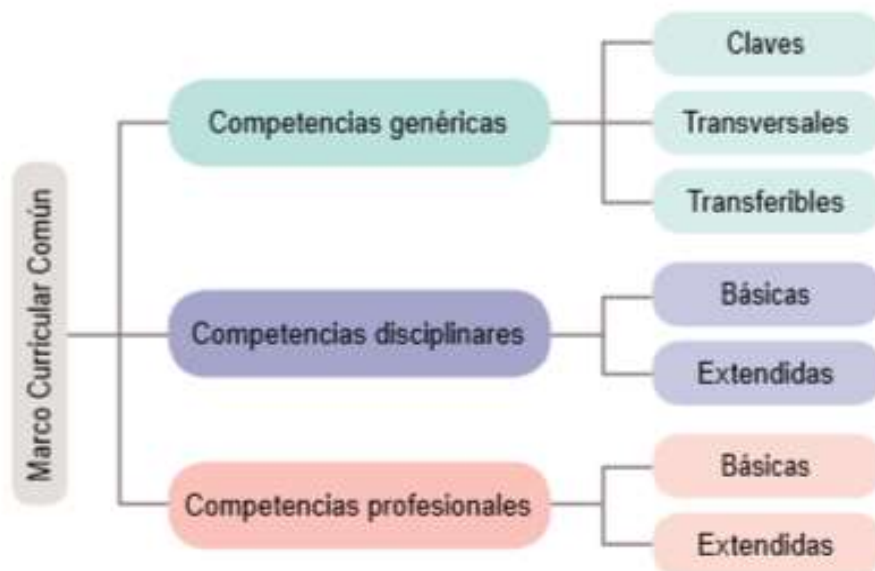 Marco Curricular Común
Competencias genéricas
Claves
Transversales
Transferibles
Competencias disciplinares
Básicas
Extendidas
Competencias profesionales
Básicas
Extendidas